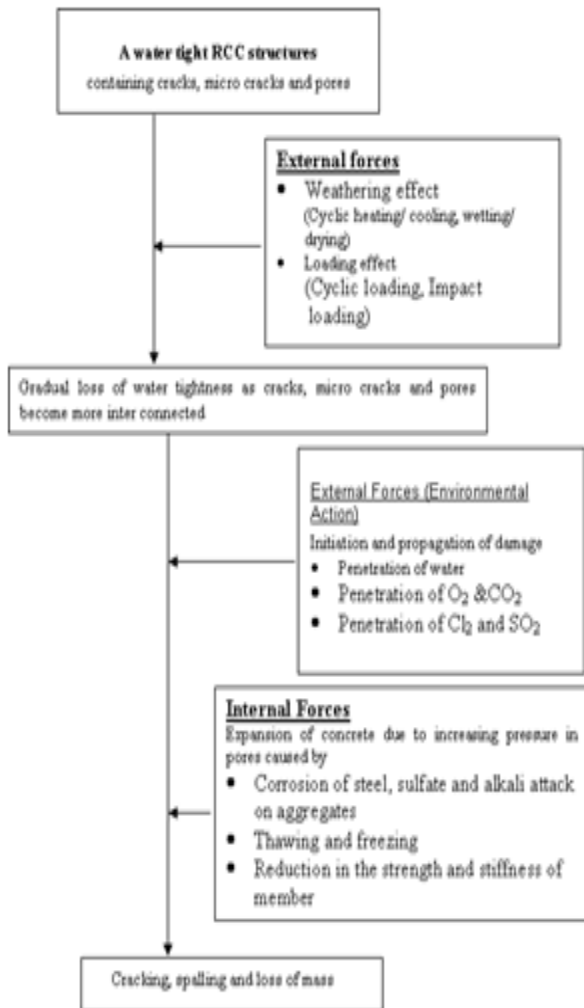 A water tight RCC structures
containing cracks, micro cracks and pores
External forces
• Weathering effect
(Cyclic heating/ cooling, wetting/
drying)
• Loading effect
(Cyclic loading, Impact
loading)
Gradual loss of water tightness as cracks, micro cracks and pores
become more inter connected
External Forces (Environmental
Action)
Initiation and propagation of damage
• Penetration of water
• Penetration of O₂ &CO₂
• Penetration of Cl₂ and SO₂
Internal Forces
Expansion of concrete due to increasing pressure in
pores caused by
• Corrosion of steel, sulfate and alkali attack
on aggregates
• Thawing and freezing
• Reduction in the strength and stiffness of
member
Cracking, spalling and loss of mass